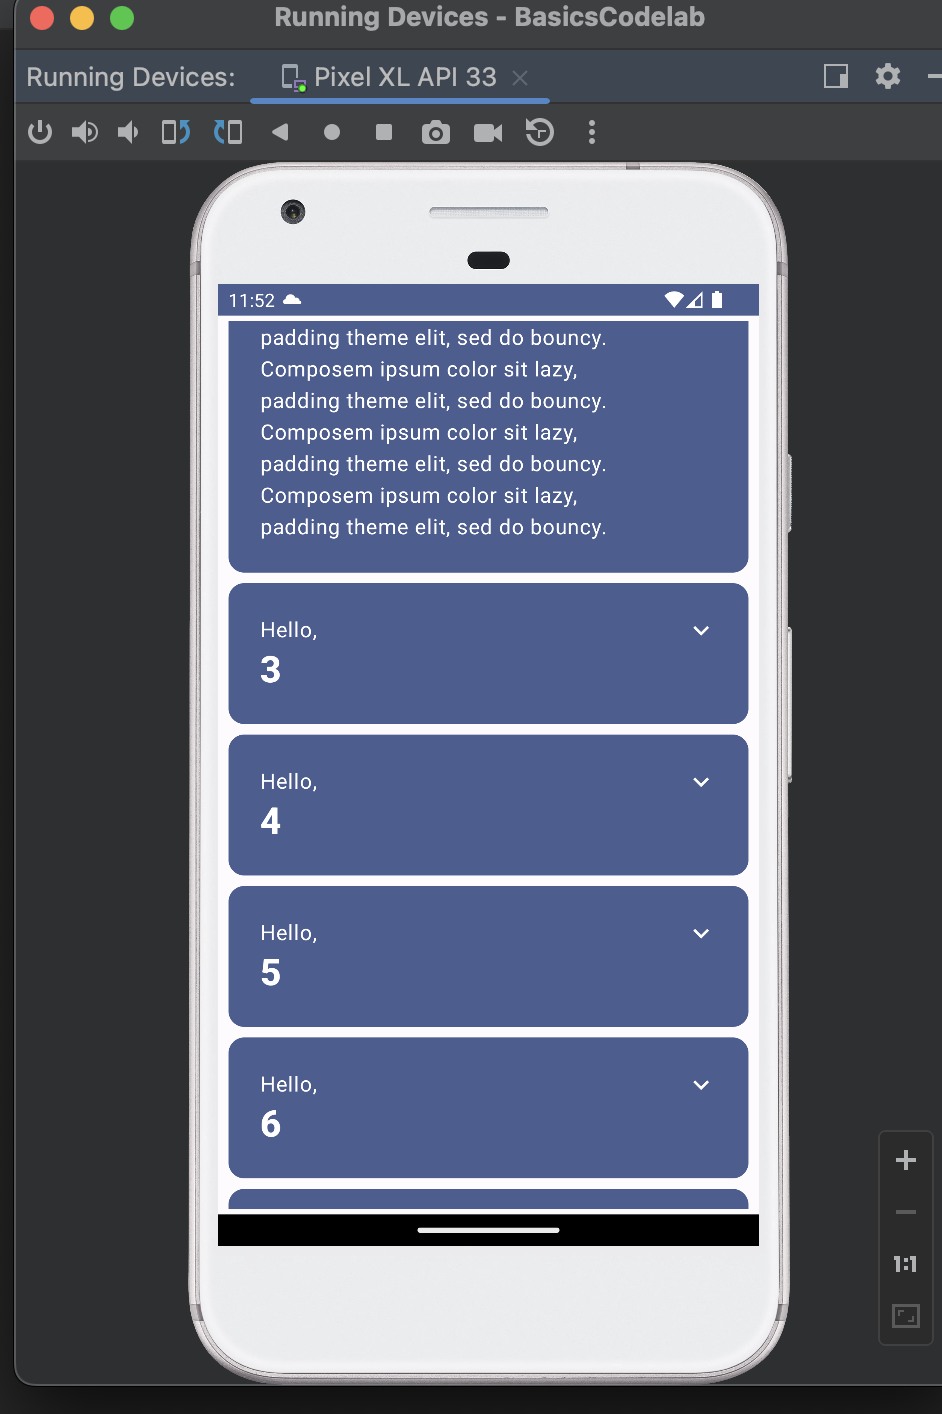 Running Devices - BasicsCodelab
Running Devices:
Pixel XL API 33
11:52
padding theme elit, sed do bouncy.
Composem ipsum color sit lazy,
padding theme elit, sed do bouncy.
Composem ipsum color sit lazy,
padding theme elit, sed do bouncy.
Composem ipsum color sit lazy,
padding theme elit, sed do bouncy.
Hello,
3
Hello,
4
Hello,
5
Hello,
6
1:1